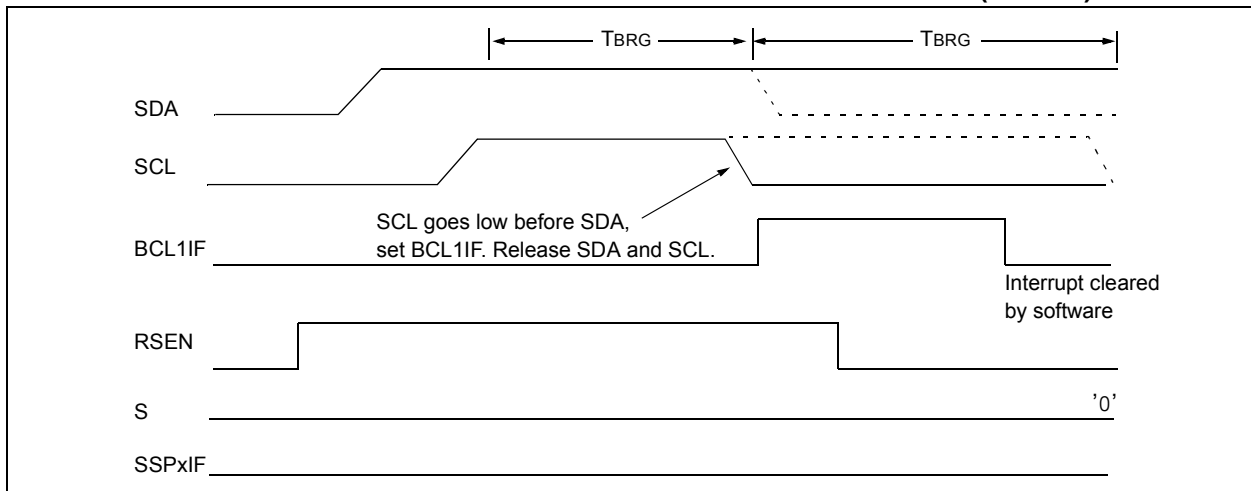 TBRG TBRG
SDA
SCL
SCL goes low before SDA,
set BCL1IF. Release SDA and SCL.
BCL1IF
Interrupt cleared
by software
RSEN
S
'0'
SSPxIF